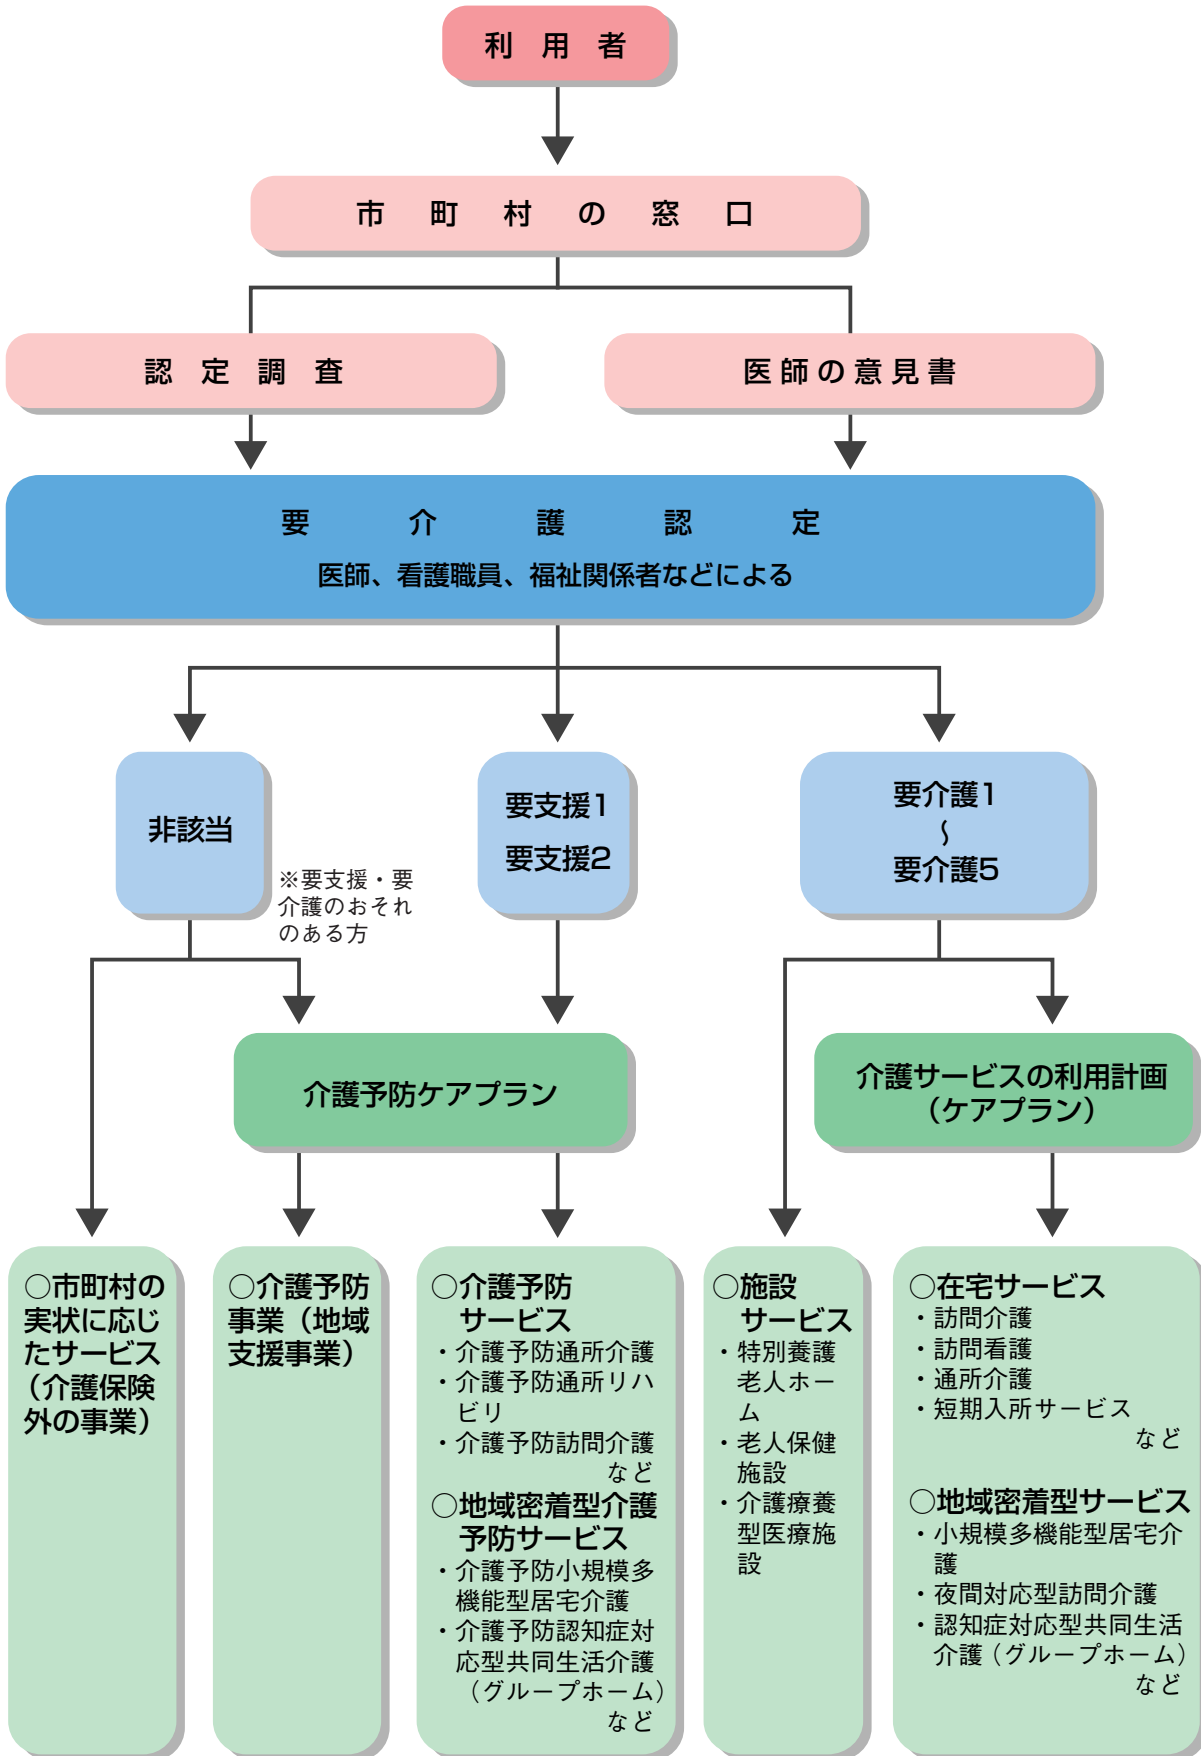 利用者
市町村の窓口
認定調査
医師の意見書
要介護認定
医師、看護職員、福祉関係者などによる
非該当
※要支援・要
介護のおそれ
のある方
要支援1
要支援2
要介護1
〜
要介護5
介護予防ケアプラン
介護サービスの利用計画
（ケアプラン）
○市町村の
実状に応じ
たサービス
（介護保険
外の事業）
○介護予防
事業（地域
支援事業）
○介護予防
サービス
・介護予防通所介護
・介護予防通所リハ
ビリ
・介護予防訪問介護
など
○地域密着型介護
予防サービス
・介護予防小規模多
機能型居宅介護
・介護予防認知症対
応型共同生活介護
（グループホーム）
など
○施設
サービス
・特別養護
老人ホー
ム
・老人保健
施設
・介護療養
型医療施
設
○在宅サービス
・訪問介護
・訪問看護
・通所介護
・短期入所サービス
など
○地域密着型サービス
・小規模多機能型居宅介
護
・夜間対応型訪問介護
・認知症対応型共同生活
介護（グループホーム）
など